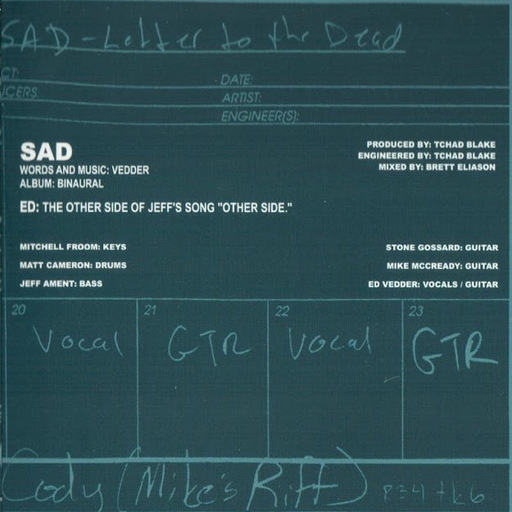 SAD - Letter to the Dead
CT:
DATE:
UCERS
ARTIST:
ENGINEER(S):
SAD
WORDS AND MUSIC: VEDDER
ALBUM: BINAURAL
PRODUCED BY: TCHAD BLAKE
ENGINEERED BY: TCHAD BLAKE
MIXED BY: BRETT ELIASON
ED: THE OTHER SIDE OF JEFF'S SONG "OTHER SIDE."
MITCHELL FROOM: KEYS
STONE GOSSARD: GUITAR
MATT CAMERON: DRUMS
MIKE MCCREADY: GUITAR
JEFF AMENT: BASS
ED VEDDER: VOCALS / GUITAR
20 21 22 23
Vocal GTR Vocal GTR
Cody (Mike's Riff)